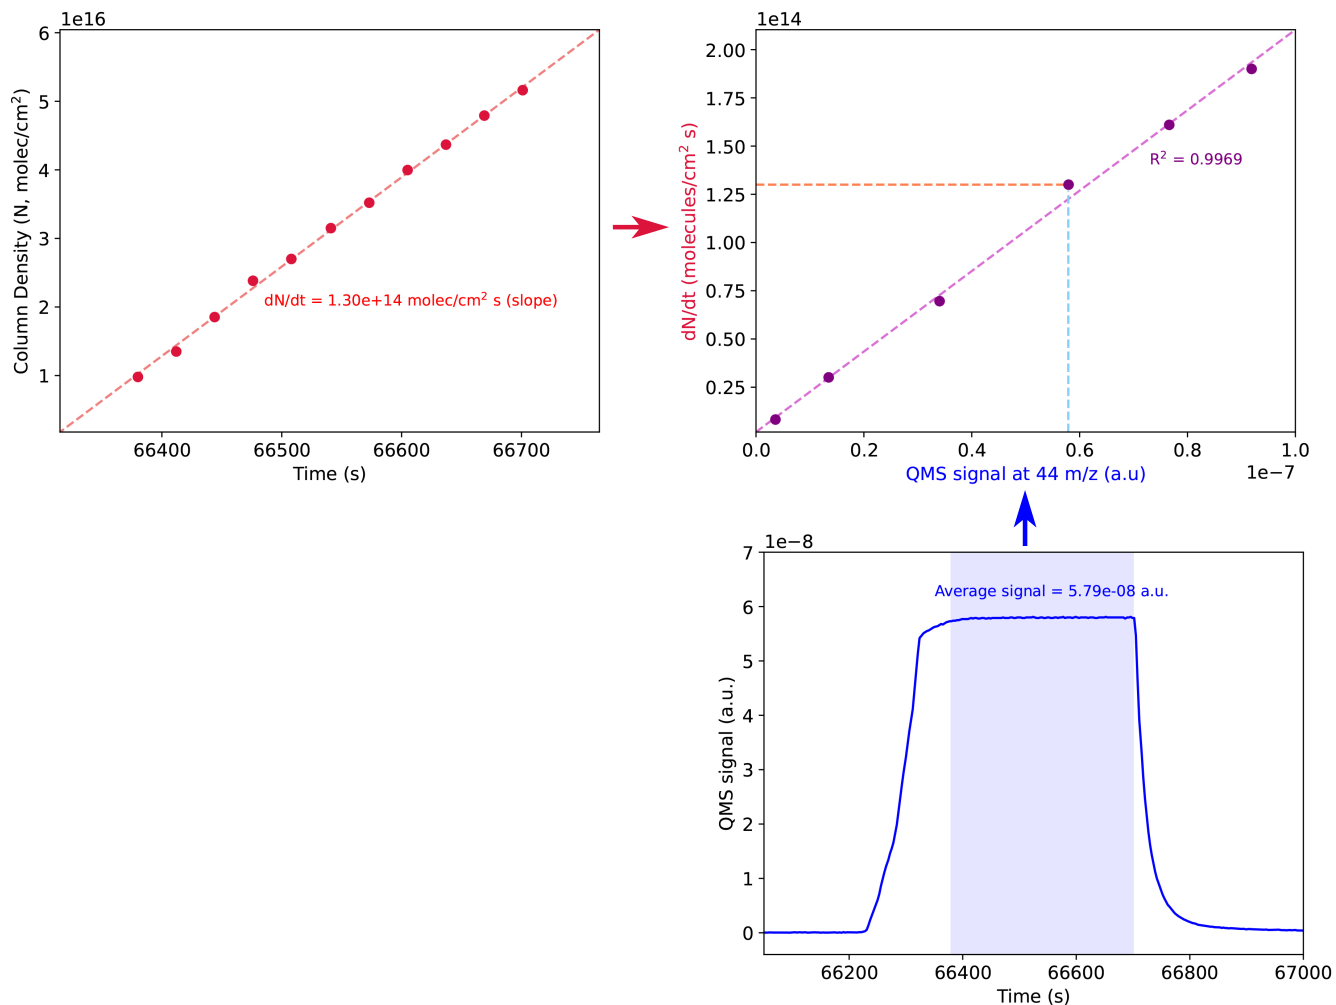 1e16
Column Density (N, molec/cm²)
6
5
4
3
2
1
dN/dt = 1.30e+14 molec/cm² s (slope)
66400 66500 66600 66700
Time (s)
1e14
dN/dt (molecules/cm² s)
2.00
1.75
1.50
1.25
1.00
0.75
0.50
0.25
R² = 0.9969
0.0 0.2 0.4 0.6 0.8 1.0
QMS signal at 44 m/z (a.u)
1e−7
1e−8
QMS signal (a.u.)
7
6
5
4
3
2
1
0
Average signal = 5.79e-08 a.u.
66200 66400 66600 66800 67000
Time (s)